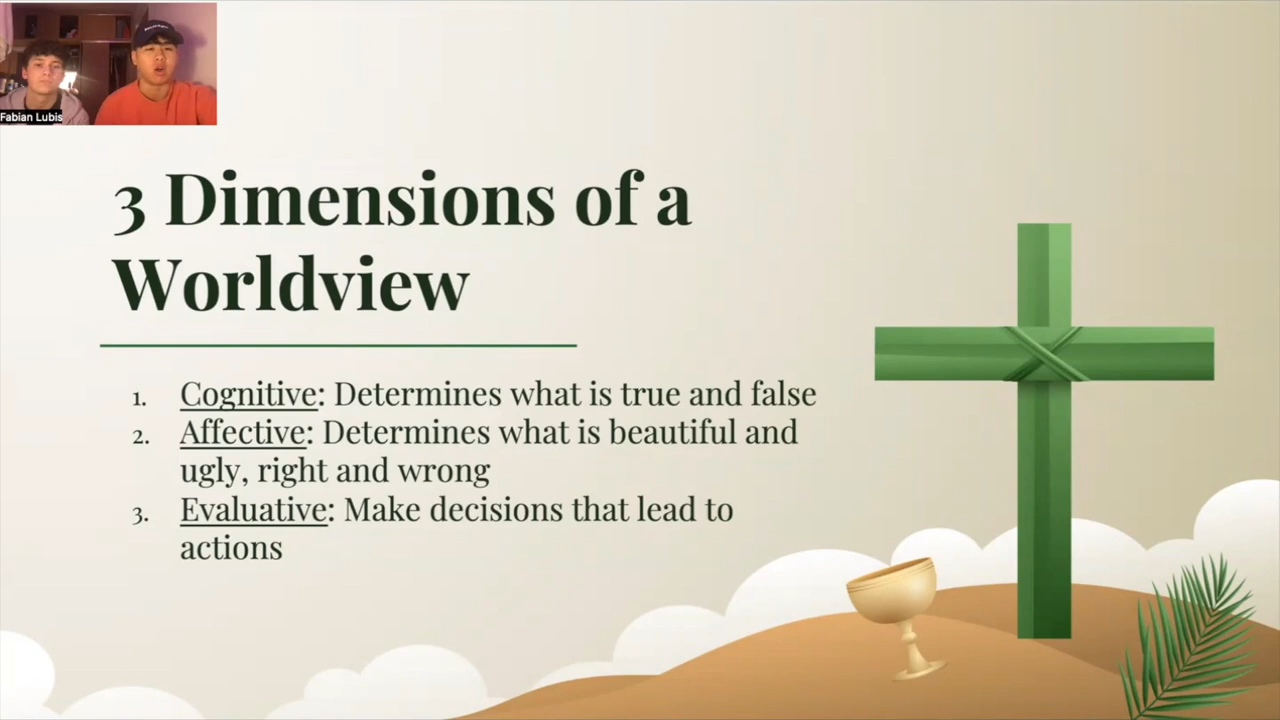 Fabian Lubis
3 Dimensions of a
Worldview
1. Cognitive: Determines what is true and false
2. Affective: Determines what is beautiful and
ugly, right and wrong
3. Evaluative: Make decisions that lead to
actions